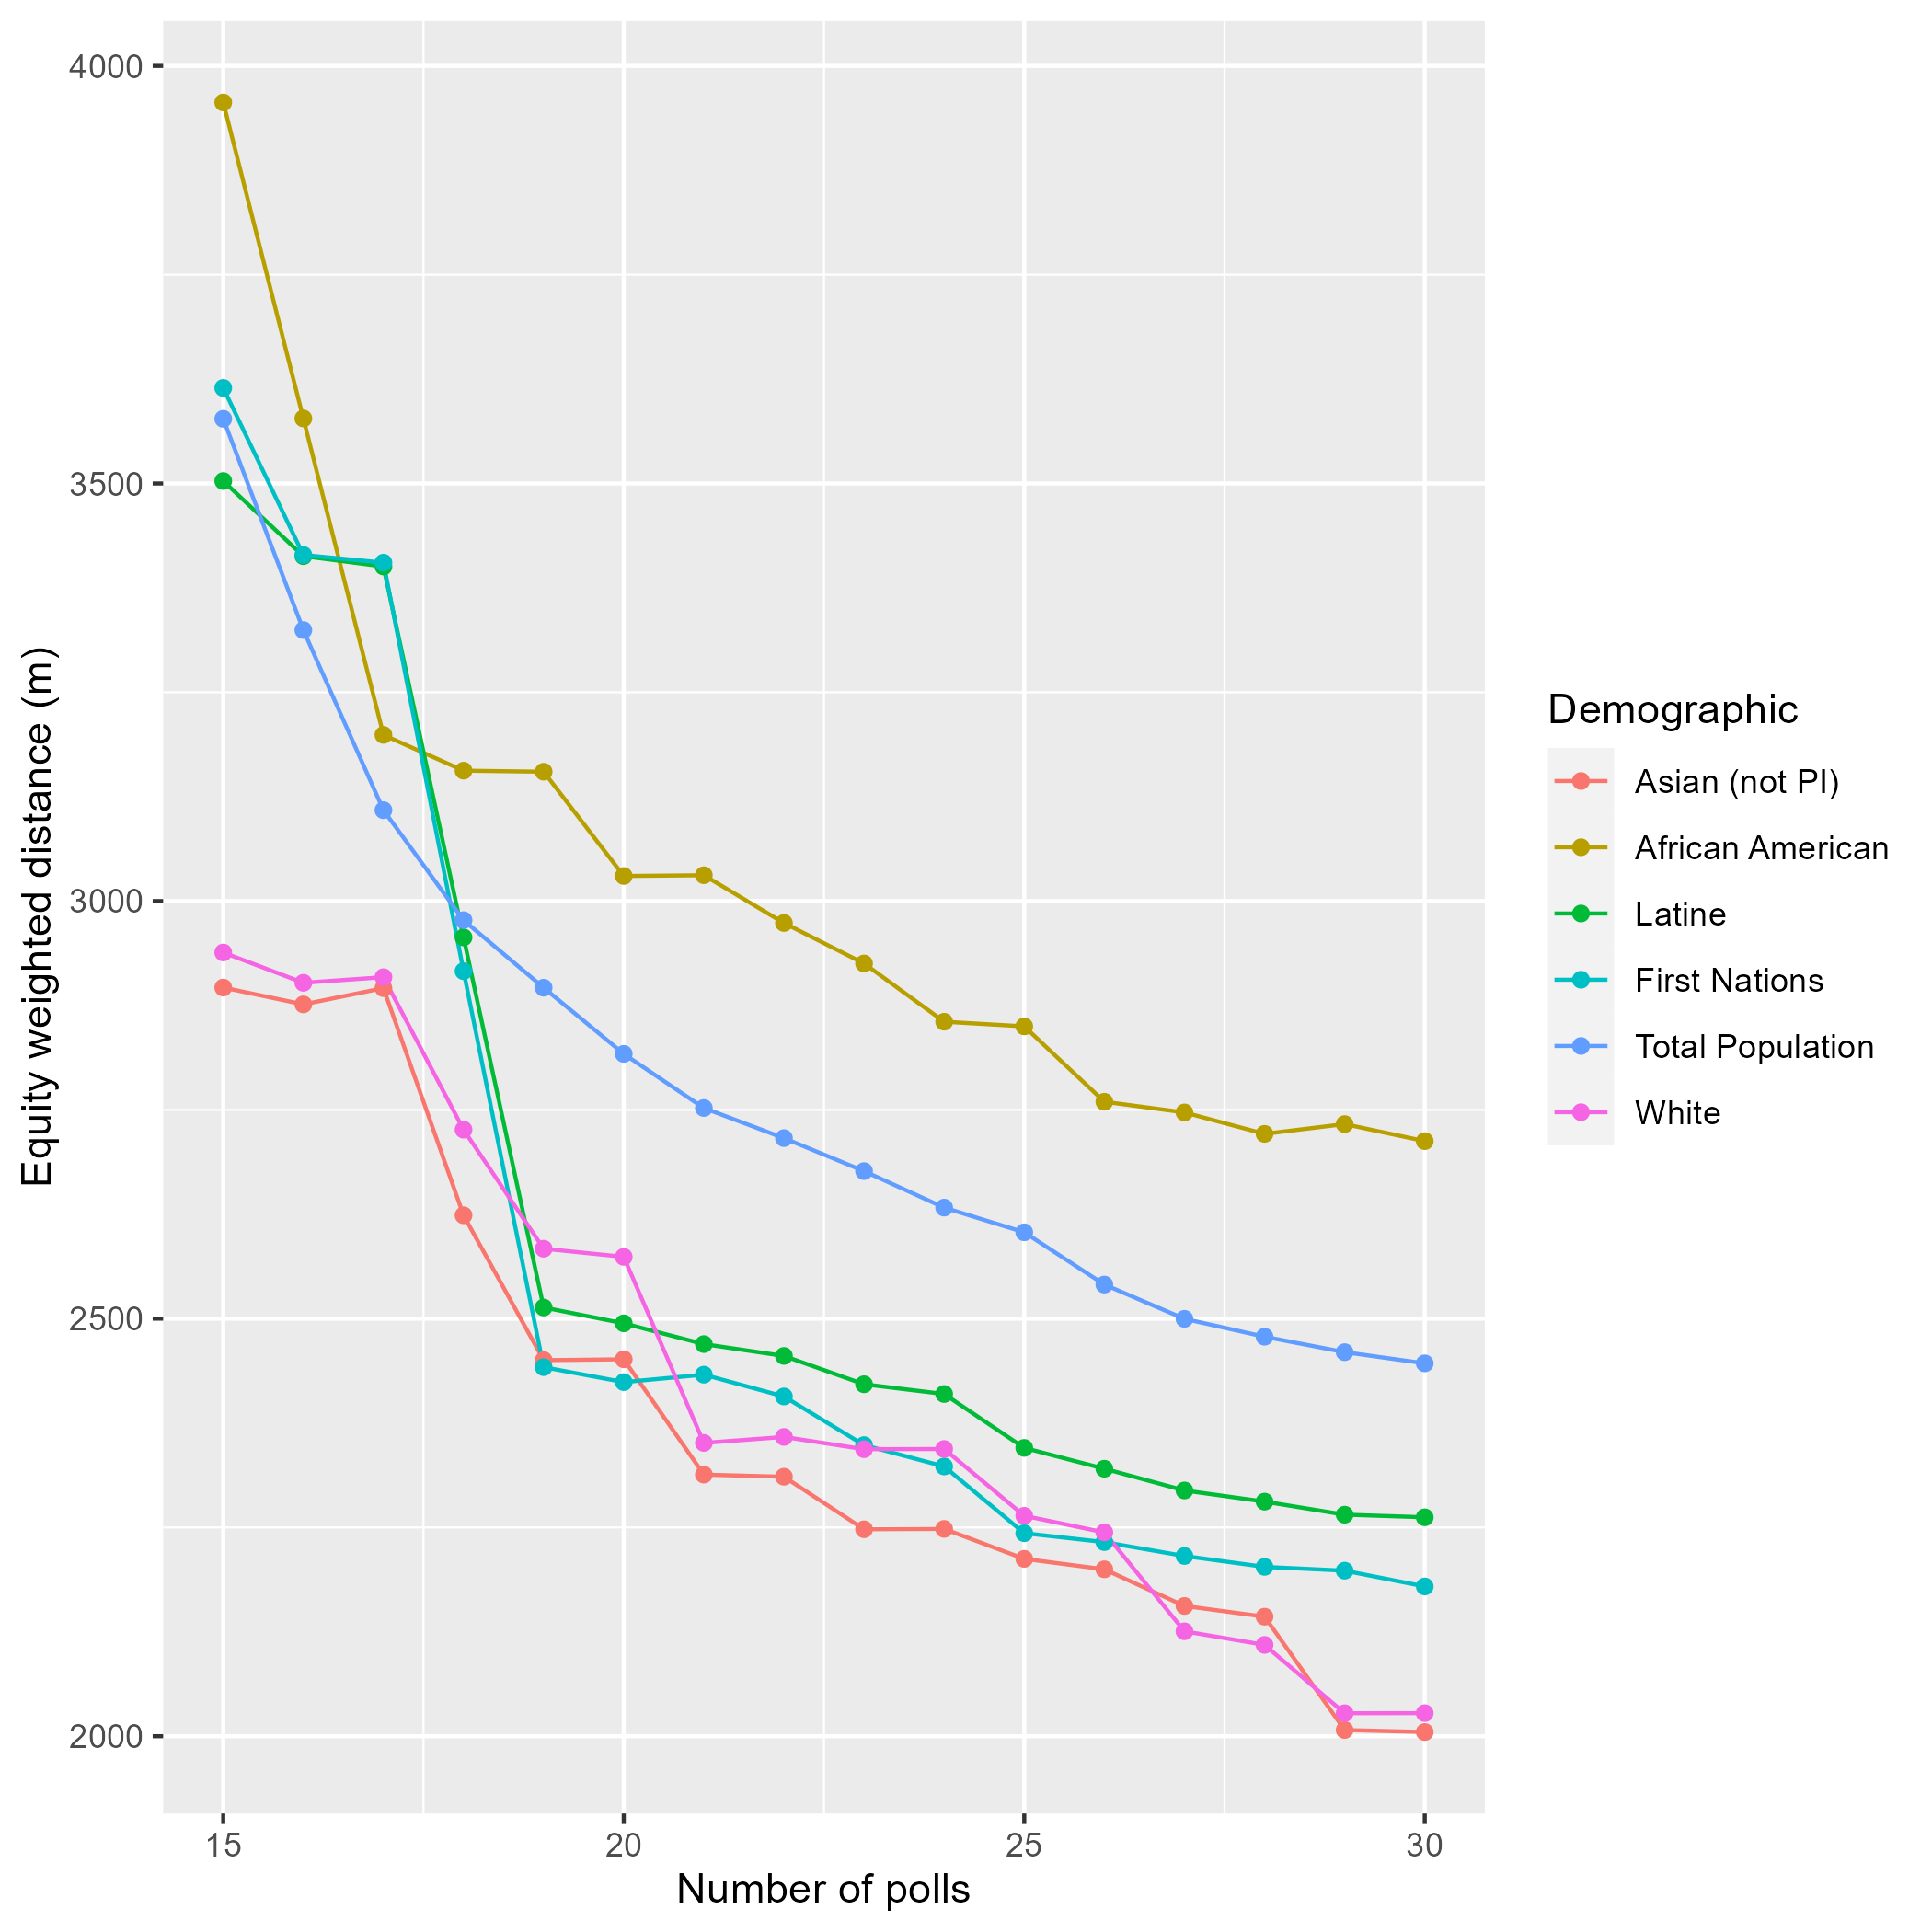 4000
3500
3000
2500
2000
Equity weighted distance (m)
15
20
25
30
Number of polls
Demographic
Asian (not PI)
African American
Latine
First Nations
Total Population
White